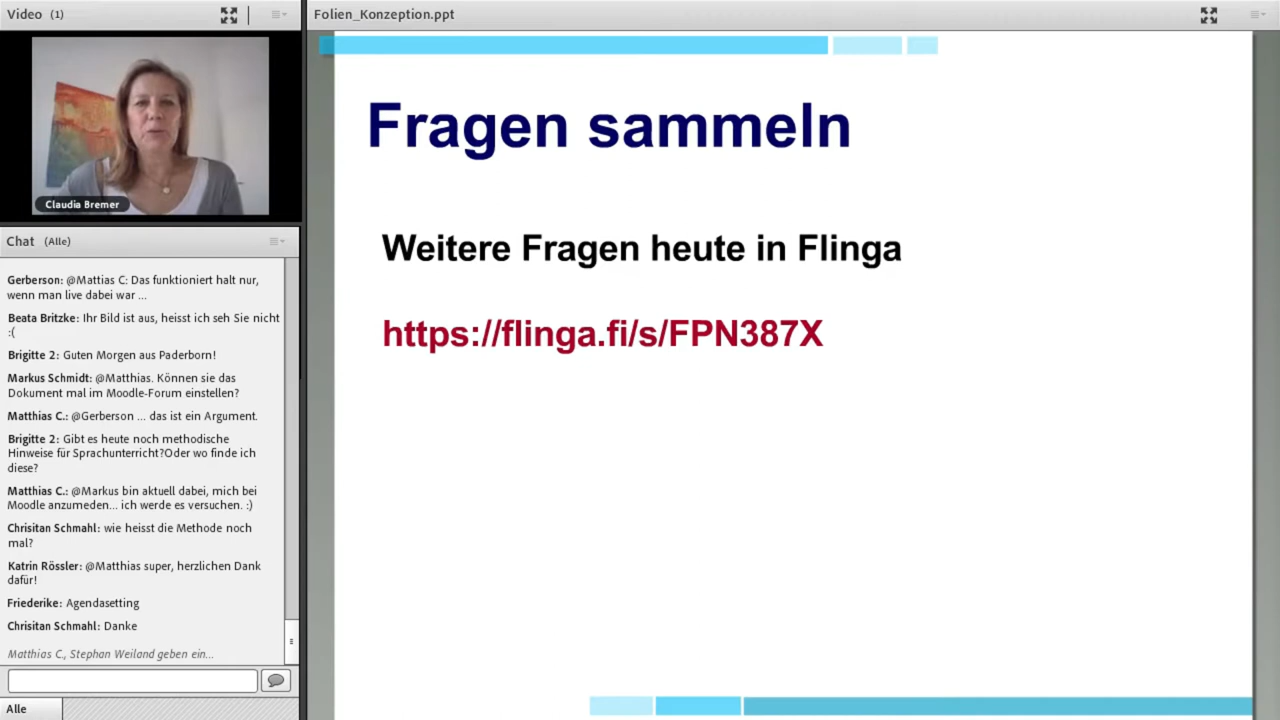 Video (1)
Claudia Bremer
Chat (Alle)
Gerberson: @Mattias C: Das funktioniert halt nur,
wenn man live dabei war ...
Beata Britzke: Ihr Bild ist aus, heisst ich seh Sie nicht
:(
Brigitte 2: Guten Morgen aus Paderborn!
Markus Schmidt: @Matthias. Können sie das
Dokument mal im Moodle-Forum einstellen?
Matthias C.: @Gerberson ... das ist ein Argument.
Brigitte 2: Gibt es heute noch methodische
Hinweise für Sprachunterricht?Oder wo finde ich
diese?
Matthias C.: @Markus bin aktuell dabei, mich bei
Moodle anzumeden... ich werde es versuchen. :)
Chrisitan Schmahl: wie heisst die Methode noch
mal?
Katrin Rössler: @Matthias super, herzlichen Dank
dafür!
Friederike: Agendasetting
Chrisitan Schmahl: Danke
Matthias C., Stephan Weiland geben ein...
Alle
Folien_Konzeption.ppt
Fragen sammeln
Weitere Fragen heute in Flinga
https://flinga.fi/s/FPN387X